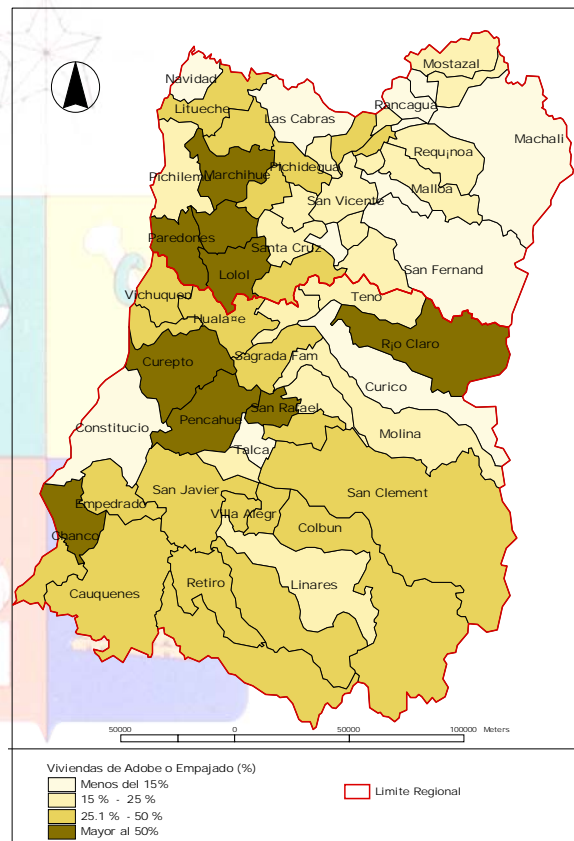 Mostazal
Navidad
Rancagua
Litueche
Las Cabras
Machali
Requ¡noa
Pichidegua
Marchihue
Pichilemu
Malloa
San Vicente
Paredones
Santa Cruz
Lolol
San Fernand
Vichuquen
Teno
Huala¤e
R¡o Claro
Sagrada Fam
Curepto
Curico
San Rafael
Pencahue
Constitucio
Molina
Talca
San Javier
San Clement
Empedrado
Villa Alegr
Colbun
Chanco
Retiro
Linares
Cauquenes
50000 0 50000 100000 Meters
Viviendas de Adobe o Empajado (%)
Menos del 15%
15 % - 25 %
25.1 % - 50 %
Mayor al 50%
Limite Regional